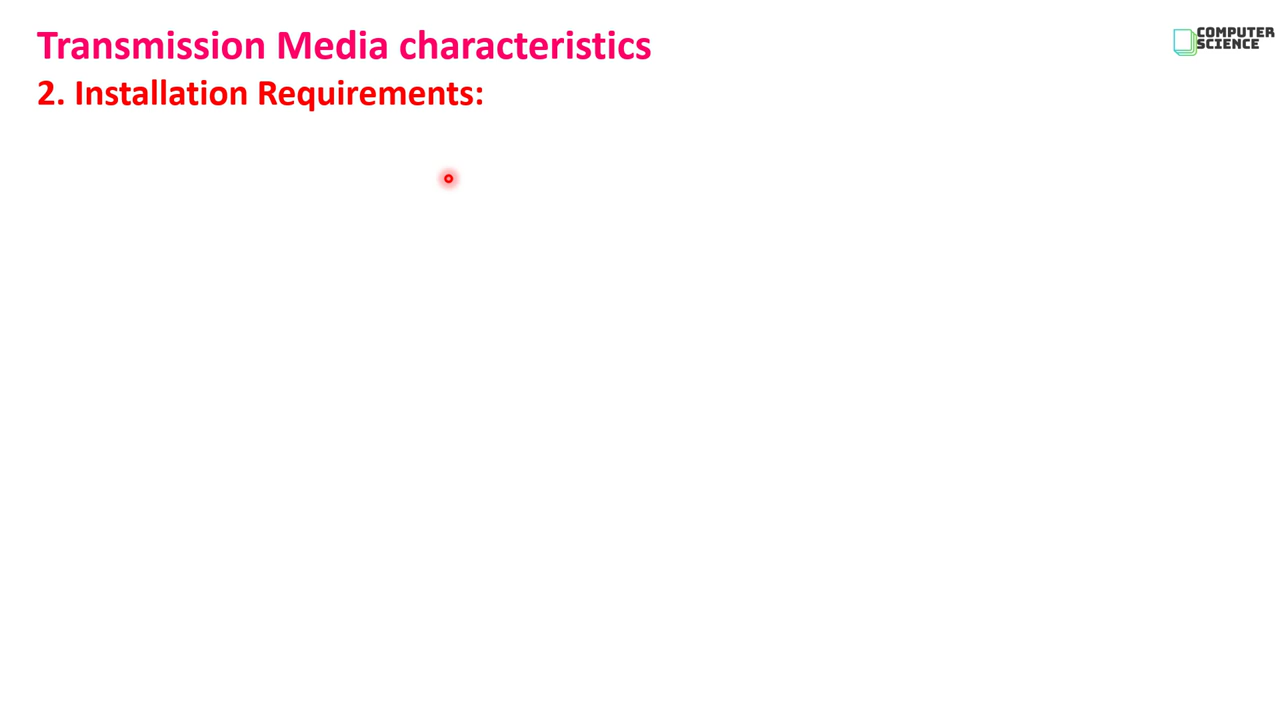 Transmission Media characteristics
2. Installation Requirements:
COMPUTER
SCIENCE